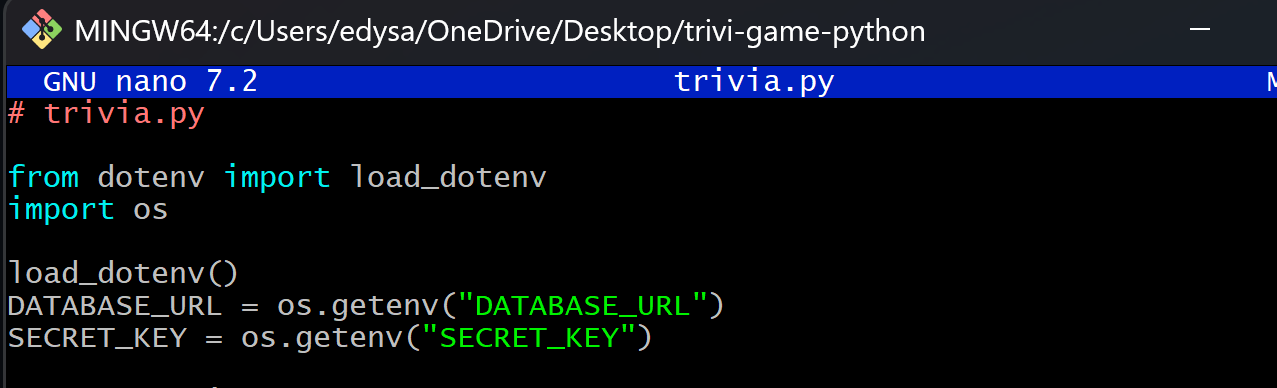 MINGW64:/c/Users/edysa/OneDrive/Desktop/trivi-game-python
GNU nano 7.2 trivia.py
# trivia.py
from dotenv import load_dotenv
import os
load_dotenv()
DATABASE_URL = os.getenv("DATABASE_URL")
SECRET_KEY = os.getenv("SECRET_KEY")